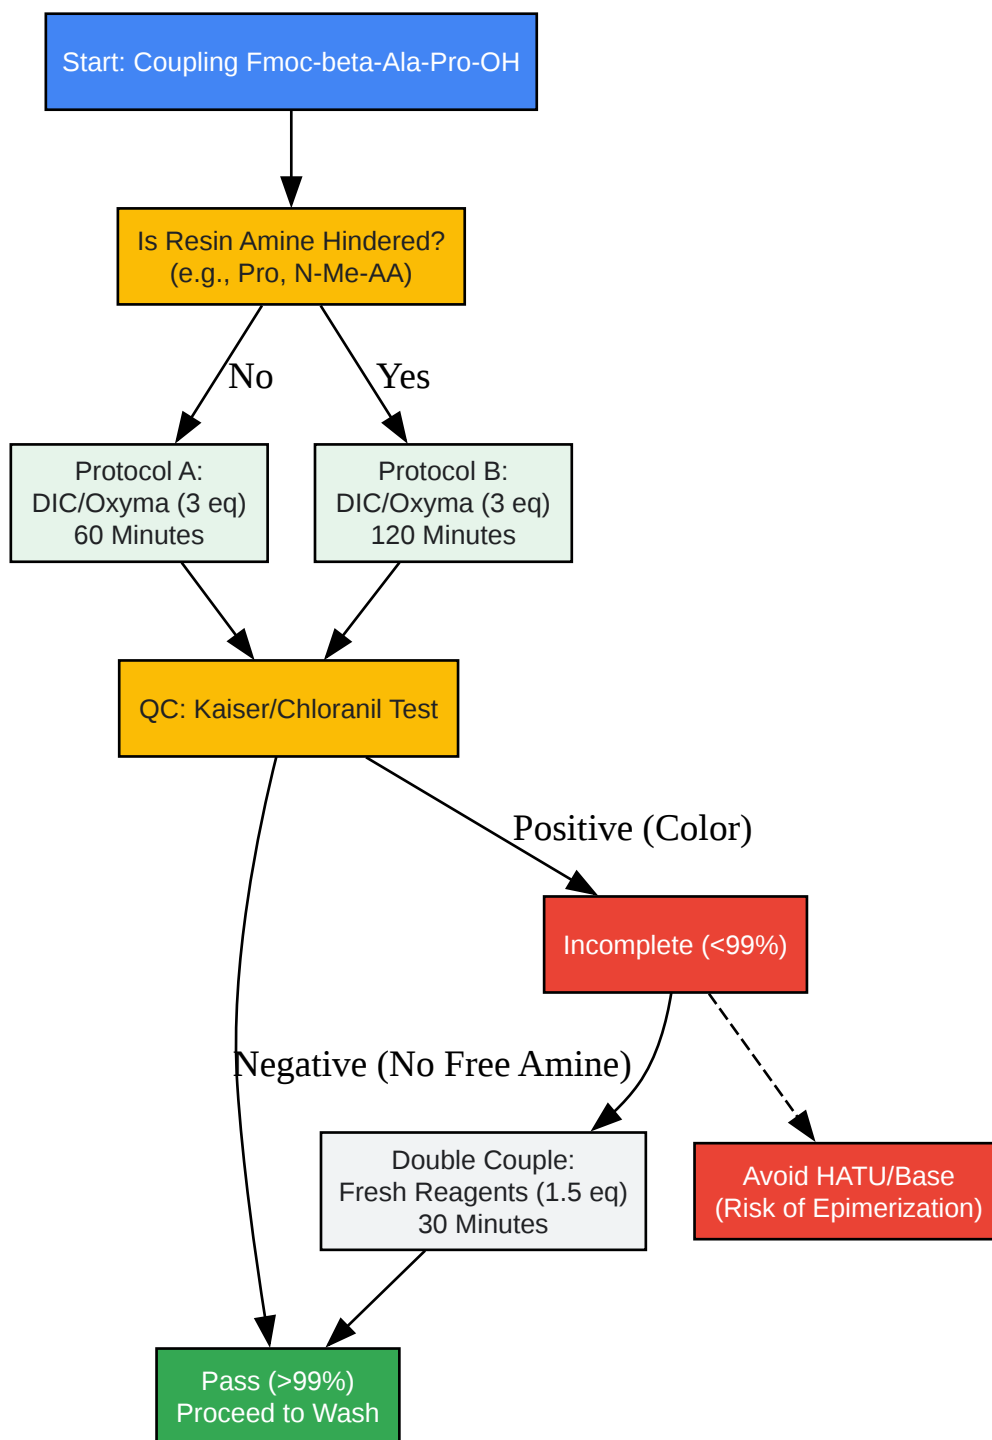 Start: Coupling Fmoc-beta-Ala-Pro-OH
Is Resin Amine Hindered?
(e.g., Pro, N-Me-AA)
No
Yes
Protocol A:
DIC/Oxyma (3 eq)
60 Minutes
Protocol B:
DIC/Oxyma (3 eq)
120 Minutes
QC: Kaiser/Chloranil Test
Positive (Color)
Incomplete (<99%)
Negative (No Free Amine)
Double Couple:
Fresh Reagents (1.5 eq)
30 Minutes
Avoid HATU/Base
(Risk of Epimerization)
Pass (>99%)
Proceed to Wash